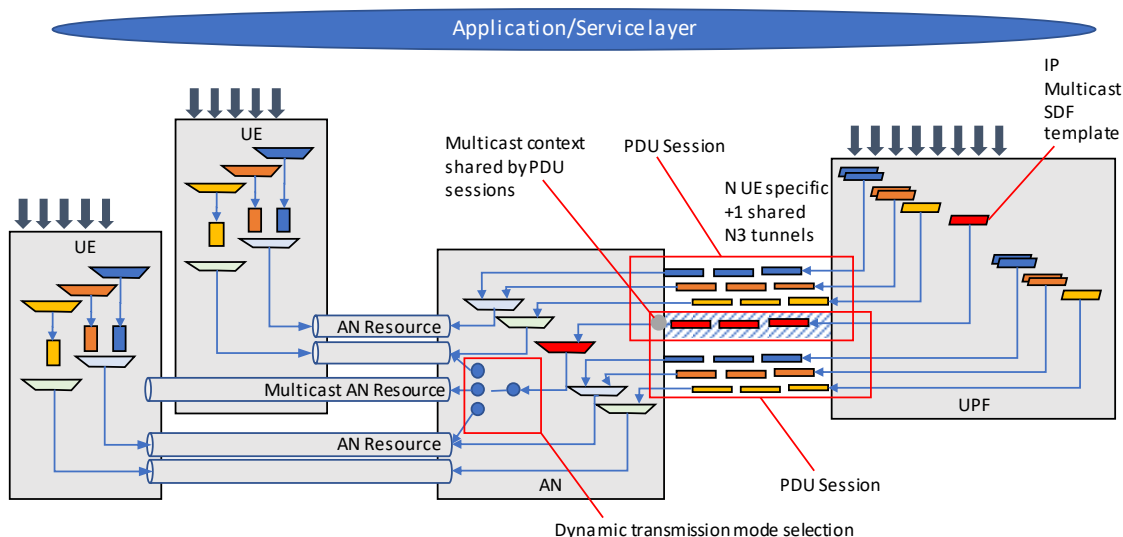 Application/Service layer
UE
Multicast context
shared by PDU
sessions
PDU Session
IP
Multicast
SDF
template
N UE specific
+1 shared
N3 tunnels
UE
AN Resource
Multicast AN Resource
AN Resource
AN
UPF
PDU Session
Dynamic transmission mode selection